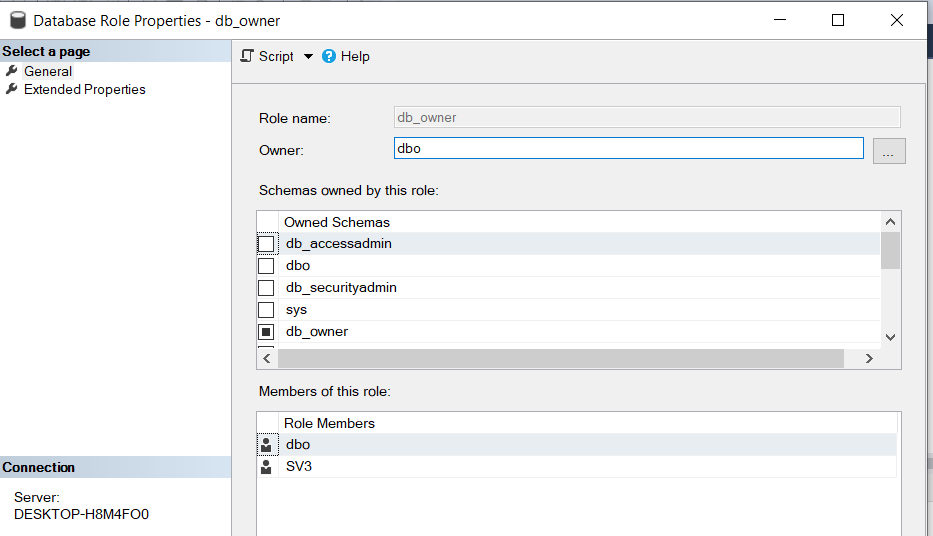 Database Role Properties - db_owner
Select a page
General
Extended Properties
Script
Help
Role name: db_owner
Owner: dbo
...
Schemas owned by this role:
Owned Schemas
db_accessadmin
dbo
db_securityadmin
sys
db_owner
Members of this role:
Role Members
dbo
SV3
Connection
Server:
DESKTOP-H8M4FO0